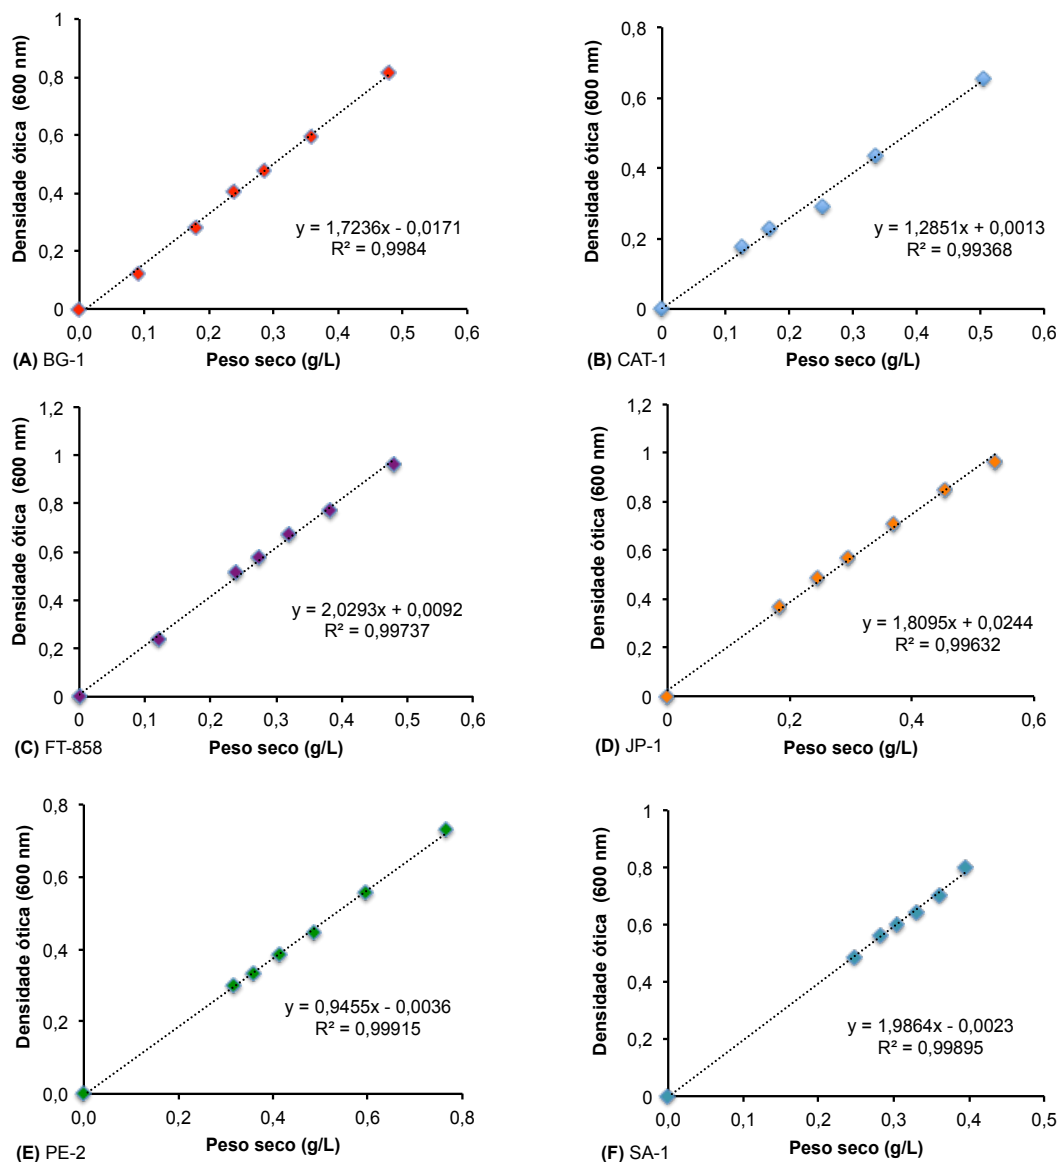 Densidade ótica (600 nm)
1
0,8
0,6
0,4
0,2
0
y = 1,7236x - 0,0171
R² = 0,9984
0,0 0,1 0,2 0,3 0,4 0,5 0,6
(A) BG-1
Peso seco (g/L)
Densidade ótica (600 nm)
0,8
0,6
0,4
0,2
0
y = 1,2851x + 0,0013
R² = 0,99368
0,0 0,1 0,2 0,3 0,4 0,5 0,6
(B) CAT-1
Peso seco (g/L)
Densidade ótica (600 nm)
1,2
1
0,8
0,6
0,4
0,2
0
y = 2,0293x + 0,0092
R² = 0,99737
0 0,1 0,2 0,3 0,4 0,5 0,6
(C) FT-858
Peso seco (g/L)
Densidade ótica (600 nm)
1,2
1
0,8
0,6
0,4
0,2
0
y = 1,8095x + 0,0244
R² = 0,99632
0 0,2 0,4 0,6
(D) JP-1
Peso seco (g/L)
Densidade ótica (600 nm)
0,8
0,6
0,4
0,2
0,0
y = 0,9455x - 0,0036
R² = 0,99915
0,0 0,2 0,4 0,6 0,8
(E) PE-2
Peso seco (g/L)
Densidade ótica (600 nm)
1
0,8
0,6
0,4
0,2
0
y = 1,9864x - 0,0023
R² = 0,99895
0,0 0,1 0,2 0,3 0,4 0,5
(F) SA-1
Peso seco (g/L)